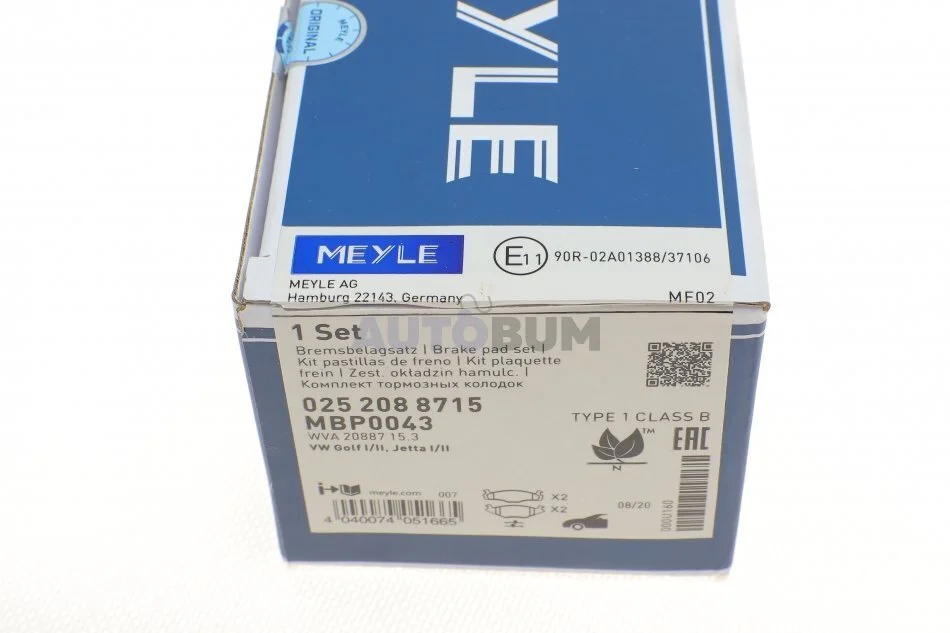 ORIGINAL
MEYLE
YLE
MEYLE
E11 90R-02A01388/37106
MEYLE AG
Hamburg 22143, Germany
MF02
AUTOBUM
1 Set
Bremsbelagsatz | Brake pad set |
Kit pastillas de freno | Kit plaquette
frein | Zest. okładzin hamulc. |
Комплект тормозных колодок
025 208 8715
MBP0043
WVA 20887 15.3
VW Golf I/II, Jetta I/II
TYPE 1 CLASS B
TM
EAC
N
i meyle.com 007
X2
X2
08/20
000U160
4 040074 051665